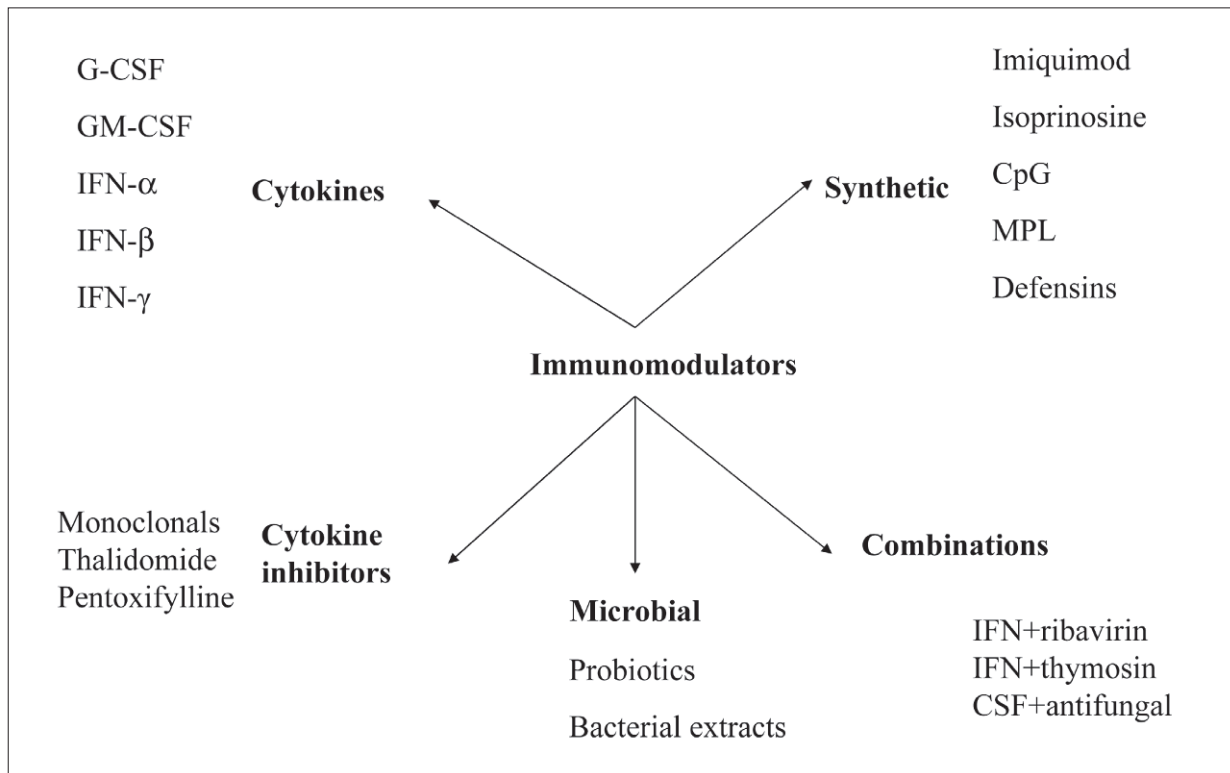 G-CSF
GM-CSF
IFN-α
IFN-β
IFN-γ
Cytokines
Imiquimod
Isoprinosine
CpG
MPL
Defensins
Synthetic
Immunomodulators
Monoclonals
Thalidomide
Pentoxifylline
Cytokine
inhibitors
Microbial
Probiotics
Bacterial extracts
Combinations
IFN+ribavirin
IFN+thymosin
CSF+antifungal